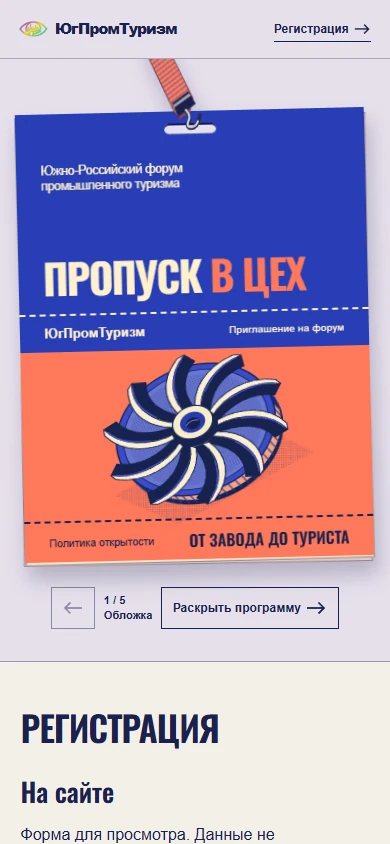 ЮгПромТуризм
Регистрация →
Южно-Российский форум
промышленного туризма
ПРОПУСК В ЦЕХ
ЮгПромТуризм
Приглашение на форум
Политика открытости
ОТ ЗАВОДА ДО ТУРИСТА
←
1 / 5
Обложка
Раскрыть программу →
РЕГИСТРАЦИЯ
На сайте
Форма для просмотра. Данные не